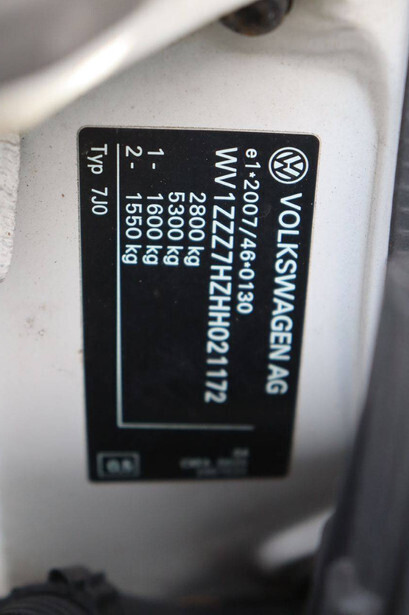 VOLKSWAGEN AG
e1*2007/46*0130
WV1ZZZ7HZHH021172
2800 kg
5300 kg
1- 1600 kg
2- 1550 kg
Typ 7J0